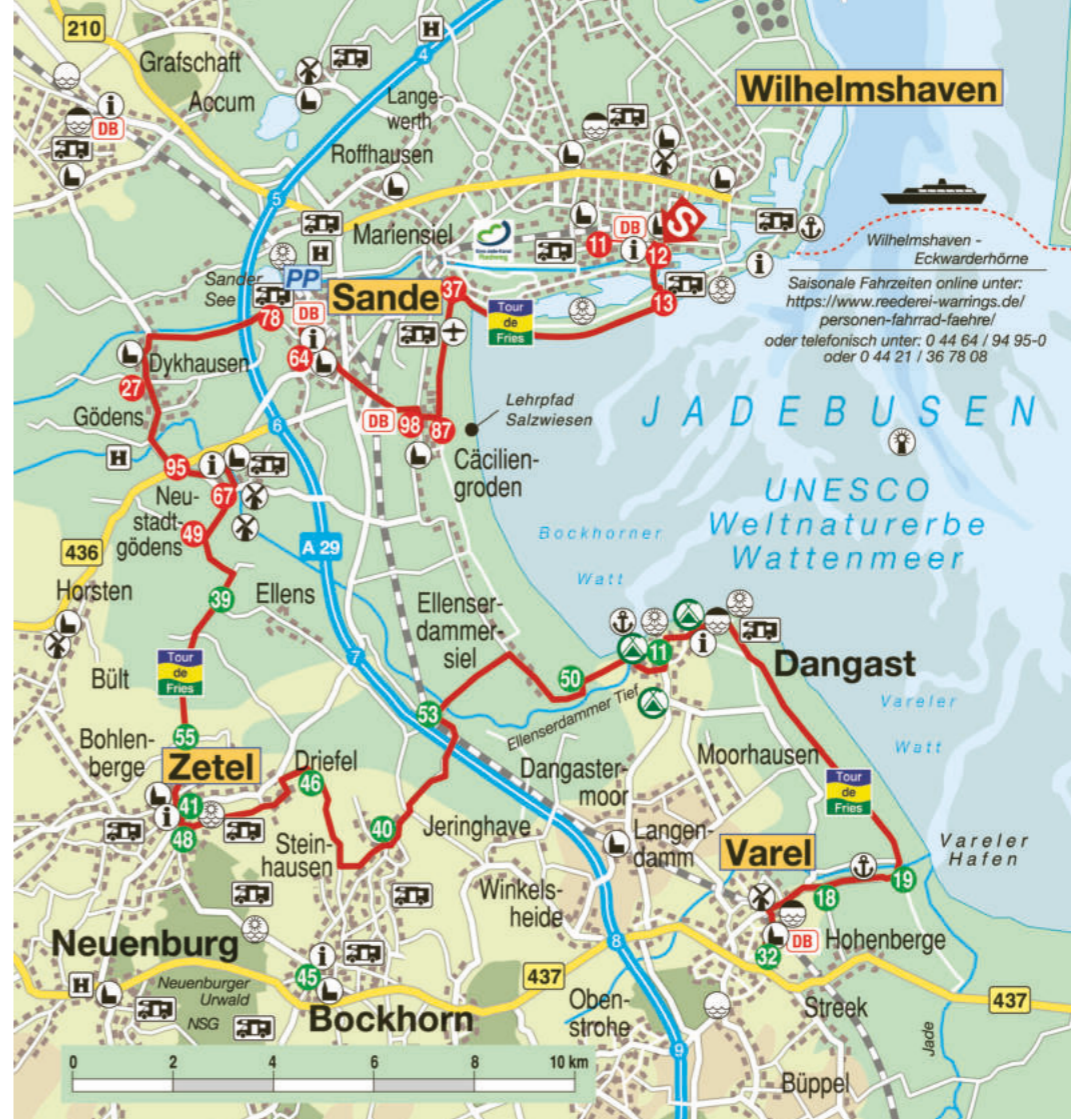 210
H
4
Grafschaft
Accum
i
DB
Lange-
werth
Roffhausen
Wilhelmshaven
5
Mariensiel
H
11
DB
i
S
12
i
Wilhelmshaven -
Eckwarderhörne
Saisonale Fahrzeiten online unter:
https://www.reederei-warrings.de/
personen-fahrrad-faehre/
oder telefonisch unter: 0 44 64 / 94 95-0
oder 0 44 21 / 36 78 08
Sander
See
PP
Sande
37
78
DB
i
64
Tour
de
Fries
13
Dykhausen
27
Gödens
6
DB
98
87
Lehrpfad
Salzwiesen
JADEBUSEN
H
95
i
67
Cäcilien-
groden
Neu-
stadt-
gödens
49
UNESCO
Weltnaturerbe
Wattenmeer
Bockhorner
Watt
436
A 29
Horsten
39
Ellens
Ellenser-
dammer-
siel
7
Tour
de
Fries
Bült
11
i
Dangast
50
Ellenserdammer Tief
53
Vareler
Watt
55
Bohlen-
berge
Zetel
Driefel
46
Dangaster-
moor
Moorhausen
Tour
de
Fries
41
i
48
40
Jeringhave
Stein-
hausen
Langen-
damm
Varel
Vareler
Hafen
19
18
Winkels-
heide
8
Neuenburg
32
DB
Hohenberge
i
45
437
437
H
Neuenburger
Urwald
NSG
Bockhorn
Oben-
strohe
Streek
Jade
9
Büppel
0 2 4 6 8 10 km